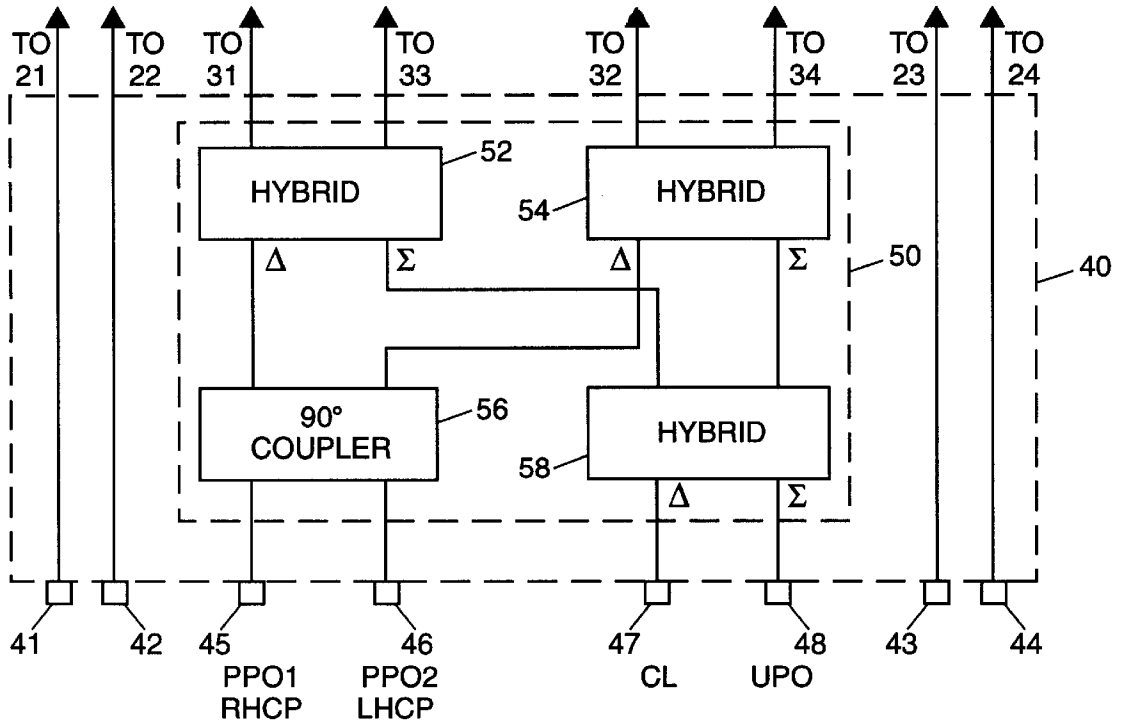 TO 21
TO 22
TO 31
TO 33
TO 32
TO 34
TO 23
TO 24
HYBRID
52
54
HYBRID
50
40
Δ
Σ
Δ
Σ
90°
COUPLER
56
58
HYBRID
Δ
Σ
41
42
45
46
47
48
43
44
PPO1
RHCP
PPO2
LHCP
CL
UPO